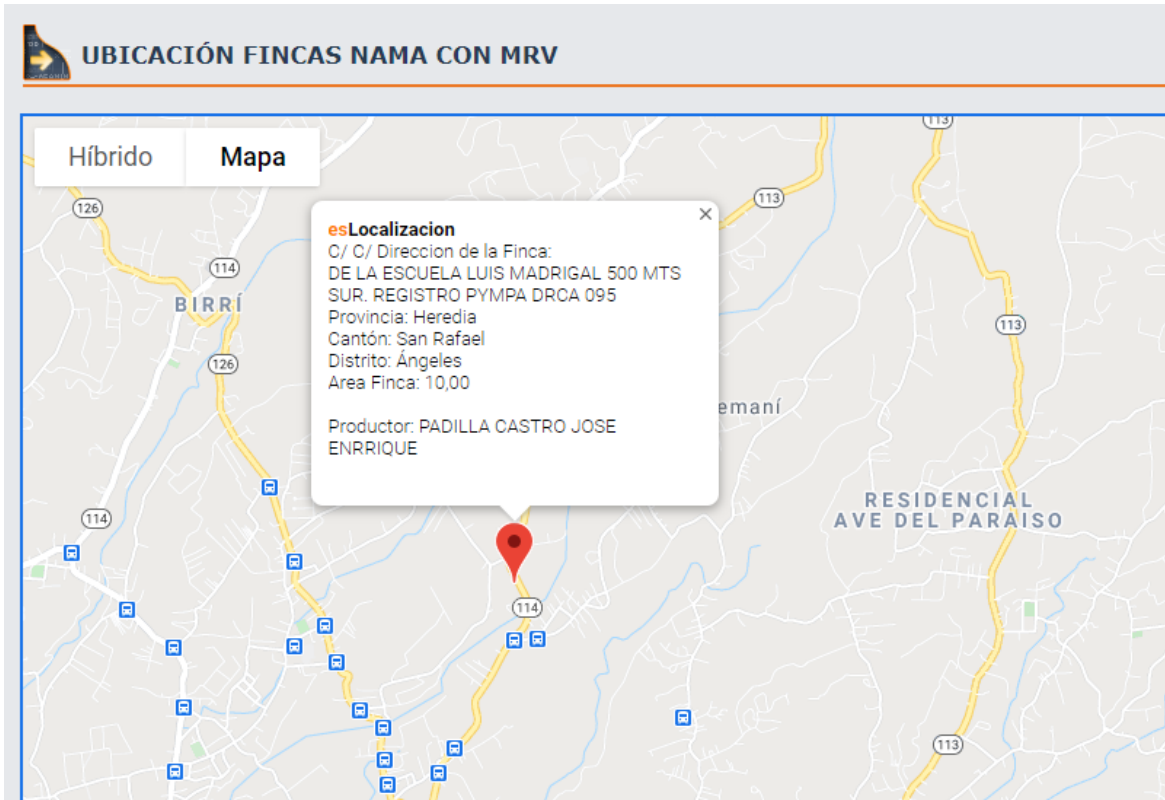 UBICACIÓN FINCAS NAMA CON MRV
Híbrido
Mapa
113
126
113
esLocalizacion
C/ C/ Direccion de la Finca:
DE LA ESCUELA LUIS MADRIGAL 500 MTS
SUR. REGISTRO PYMPA DRCA 095
Provincia: Heredia
Cantón: San Rafael
Distrito: Ángeles
Area Finca: 10,00
Productor: PADILLA CASTRO JOSE
ENRRIQUE
114
BIRRÍ
113
126
emaní
RESIDENCIAL
AVE DEL PARAISO
114
114
113